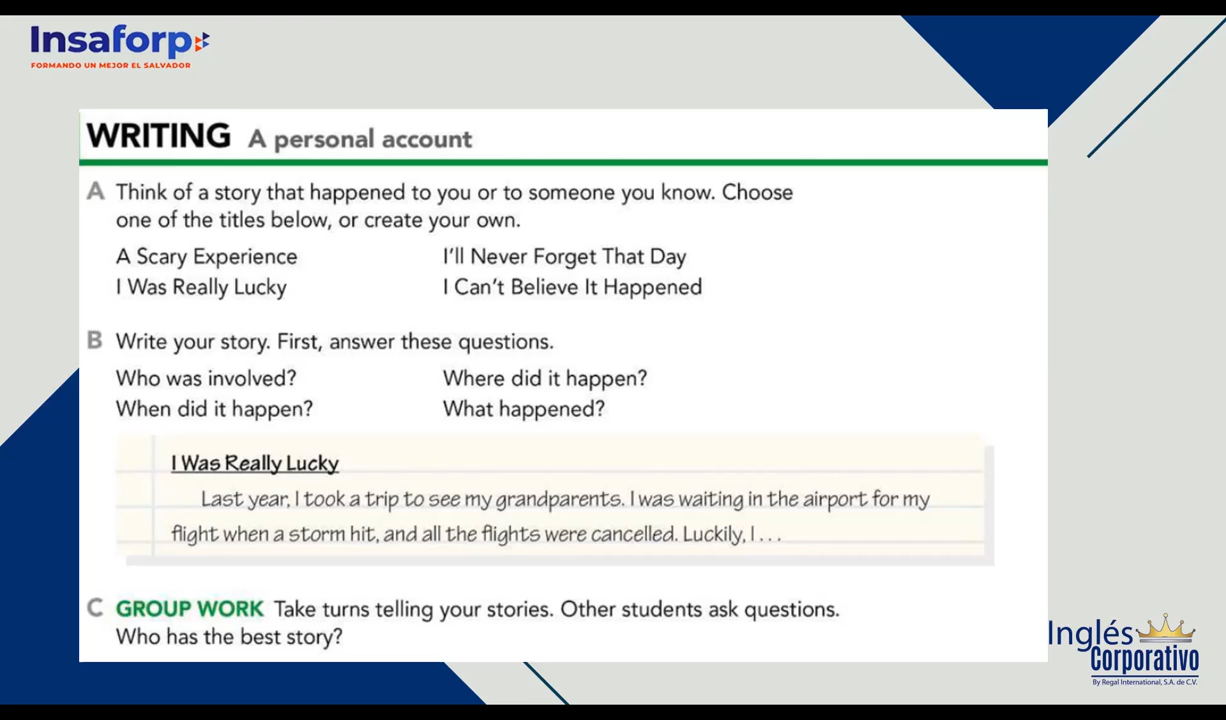 Insaforp
FORMANDO UN MEJOR EL SALVADOR
WRITING A personal account
A Think of a story that happened to you or to someone you know. Choose
one of the titles below, or create your own.
A Scary Experience I'll Never Forget That Day
I Was Really Lucky I Can't Believe It Happened
B Write your story. First, answer these questions.
Who was involved? Where did it happen?
When did it happen? What happened?
I Was Really Lucky
Last year, I took a trip to see my grandparents. I was waiting in the airport for my
flight when a storm hit, and all the flights were cancelled. Luckily, I . . .
C GROUP WORK Take turns telling your stories. Other students ask questions.
Who has the best story?
Inglés
Corporativo
By Regal International, S.A. de C.V.